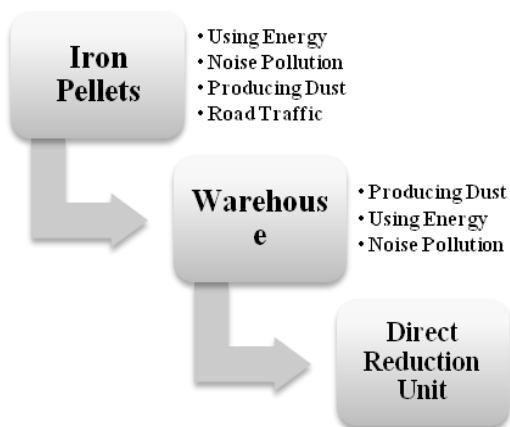 Iron
Pellets
• Using Energy
• Noise Pollution
• Producing Dust
• Road Traffic
Warehous
e
• Producing Dust
• Using Energy
• Noise Pollution
Direct
Reduction
Unit